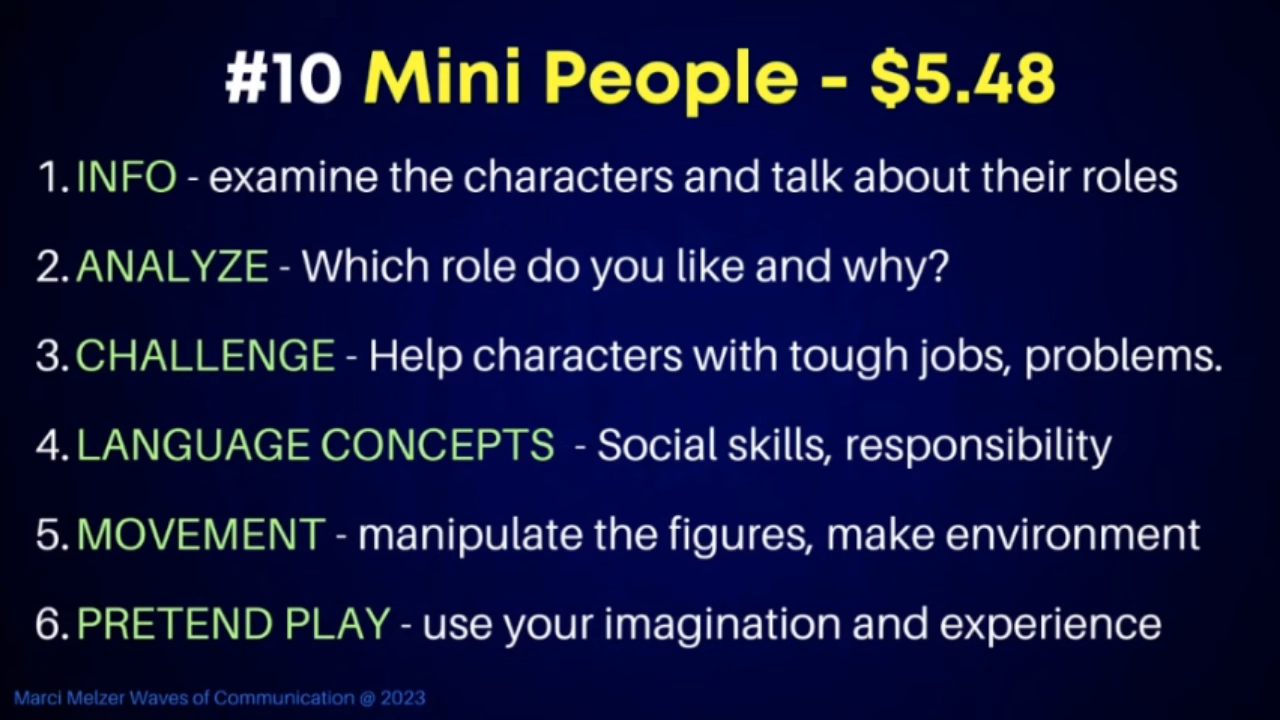 #10 Mini People - $5.48
1. INFO - examine the characters and talk about their roles
2. ANALYZE - Which role do you like and why?
3. CHALLENGE - Help characters with tough jobs, problems.
4. LANGUAGE CONCEPTS - Social skills, responsibility
5. MOVEMENT - manipulate the figures, make environment
6. PRETEND PLAY - use your imagination and experience
Marci Melzer Waves of Communication @ 2023